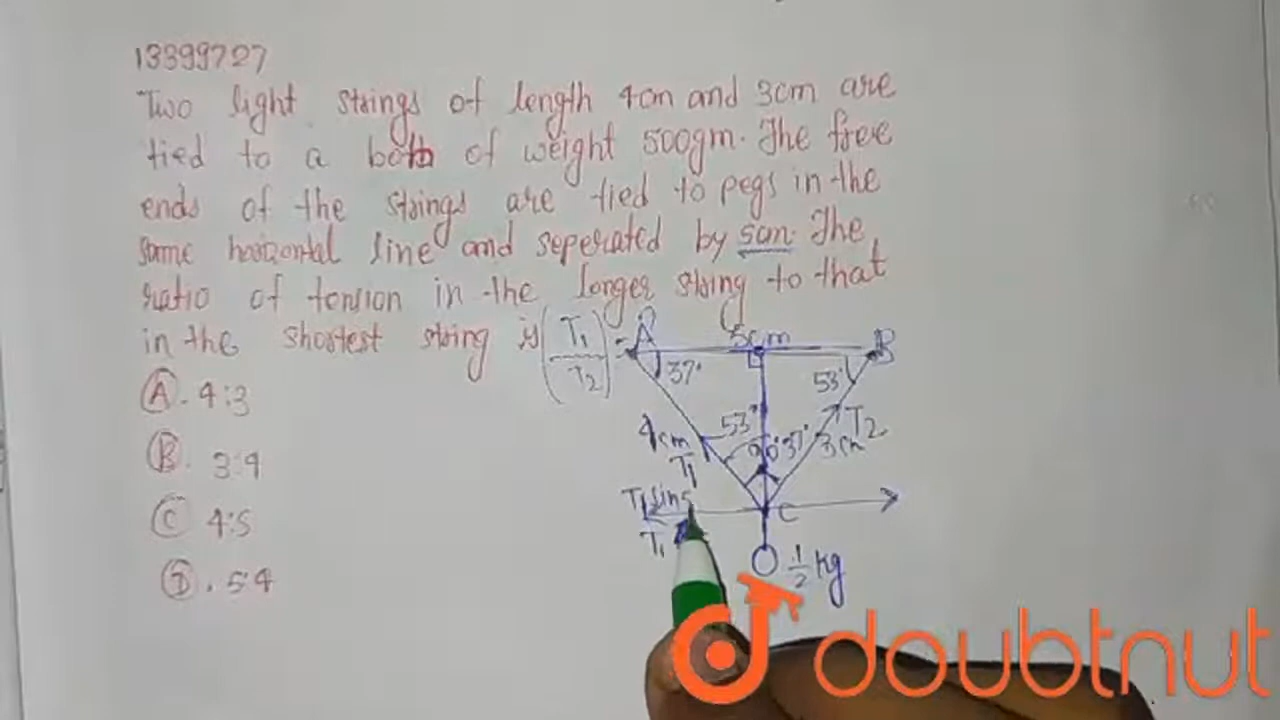 13399727
Two light strings of length 4cm and 3cm are
tied to a bob of weight 500gm. The free
ends of the strings are tied to pegs in the
same horizontal line and seperated by 5cm. The
ratio of tension in the longer string to that
in the shortest string is (T1/T2) =
A. 4:3
B. 3:4
C 4:5
D. 5:4
A 5cm B
37° 53°
53° 37°
90°
4cm T1
3cm T2
T1 sin5
T1
C
1/2 kg
doubtnut